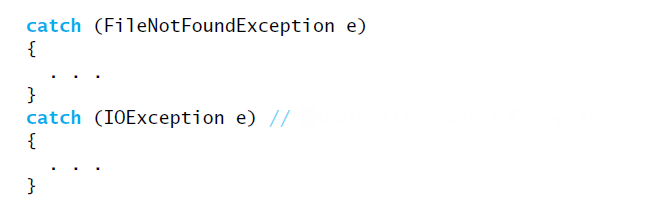 catch (FileNotFoundException e)
{
. . .
}
catch (IOException e) //
{
. . .
}